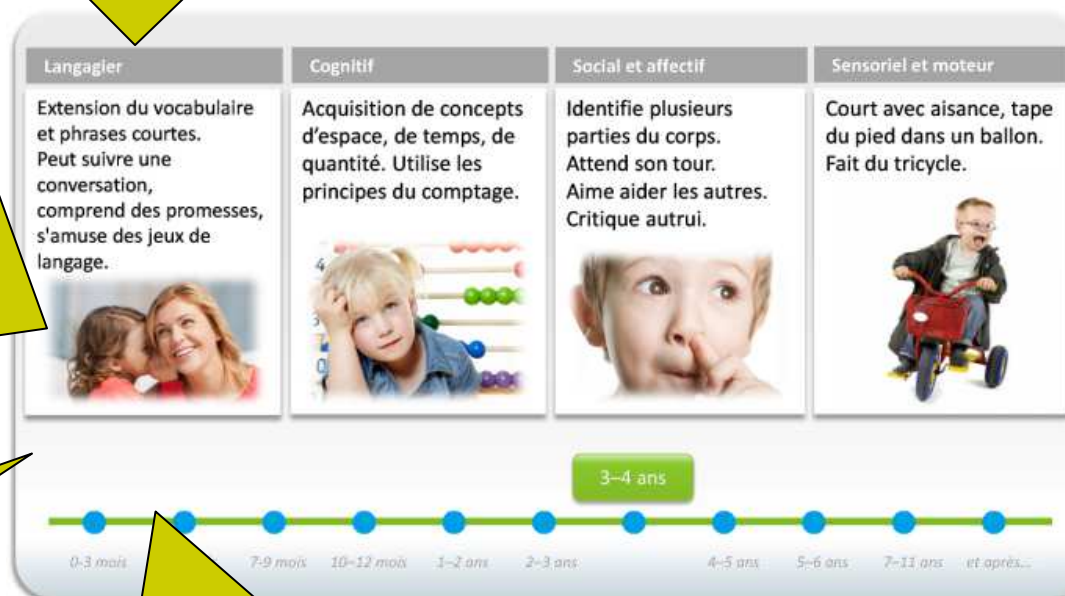 Langagier
Extension du vocabulaire
et phrases courtes.
Peut suivre une
conversation,
comprend des promesses,
s'amuse des jeux de
langage.
Cognitif
Acquisition de concepts
d'espace, de temps, de
quantité. Utilise les
principes du comptage.
4
0
Social et affectif
Identifie plusieurs
parties du corps.
Attend son tour.
Aime aider les autres.
Critique autrui.
Sensoriel et moteur
Court avec aisance, tape
du pied dans un ballon.
Fait du tricycle.
3–4 ans
0-3 mois 7-9 mois 10–12 mois 1–2 ans 2–3 ans 4–5 ans 5–6 ans 7–11 ans et après...